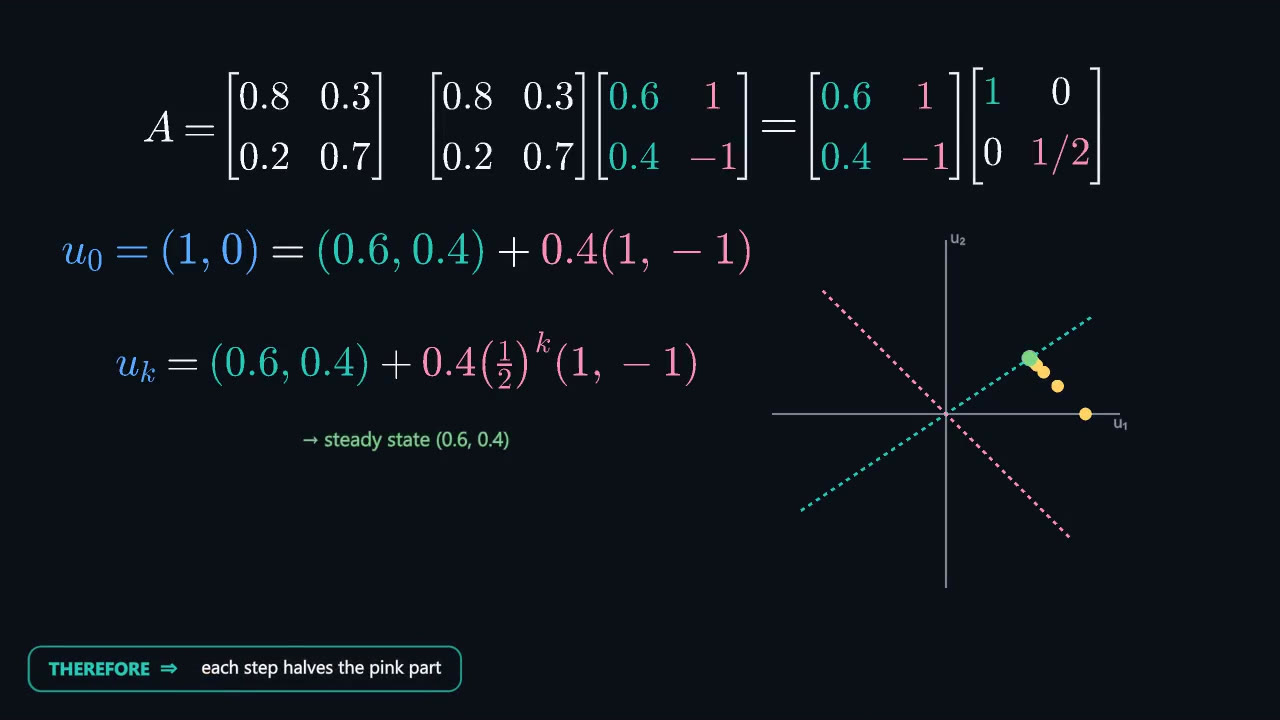 A = [0.8 0.3; 0.2 0.7] [0.8 0.3; 0.2 0.7] [0.6 1; 0.4 −1] = [0.6 1; 0.4 −1] [1 0; 0 1/2]
u₀ = (1, 0) = (0.6, 0.4) + 0.4(1, −1)
u₂
uₖ = (0.6, 0.4) + 0.4(1/2)ᵏ(1, −1)
u₁
→ steady state (0.6, 0.4)
THEREFORE ⇒ each step halves the pink part